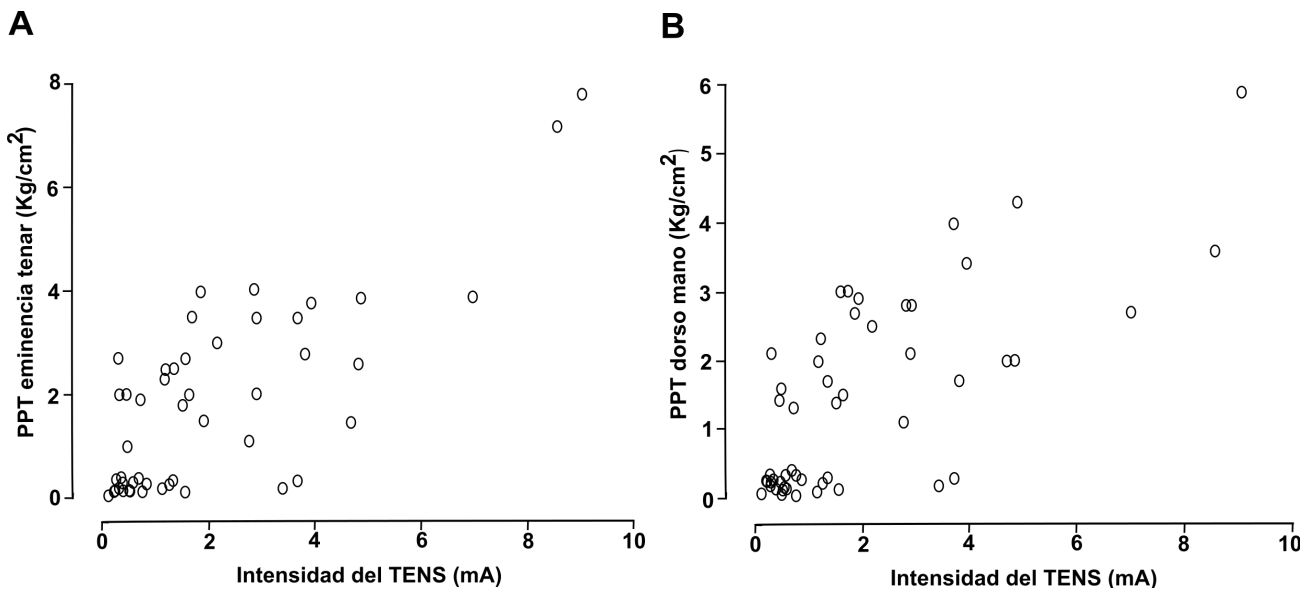 A
PPT eminencia tenar (Kg/cm²)
8
6
4
2
0
0 2 4 6 8 10
Intensidad del TENS (mA)
B
PPT dorso mano (Kg/cm²)
6
5
4
3
2
1
0
0 2 4 6 8 10
Intensidad del TENS (mA)